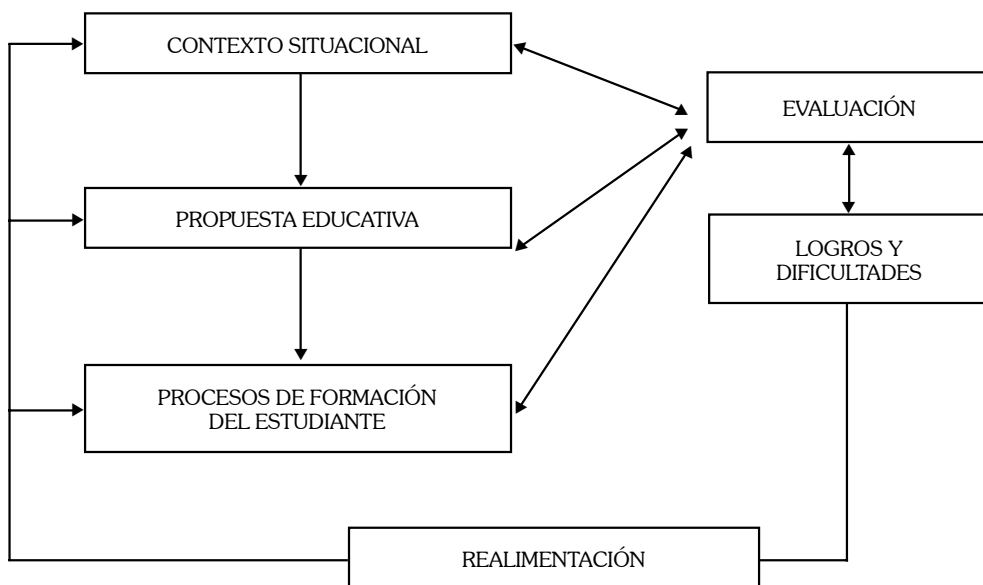 CONTEXTO SITUACIONAL
EVALUACIÓN
PROPUESTA EDUCATIVA
LOGROS Y
DIFICULTADES
PROCESOS DE FORMACIÓN
DEL ESTUDIANTE
REALIMENTACIÓN